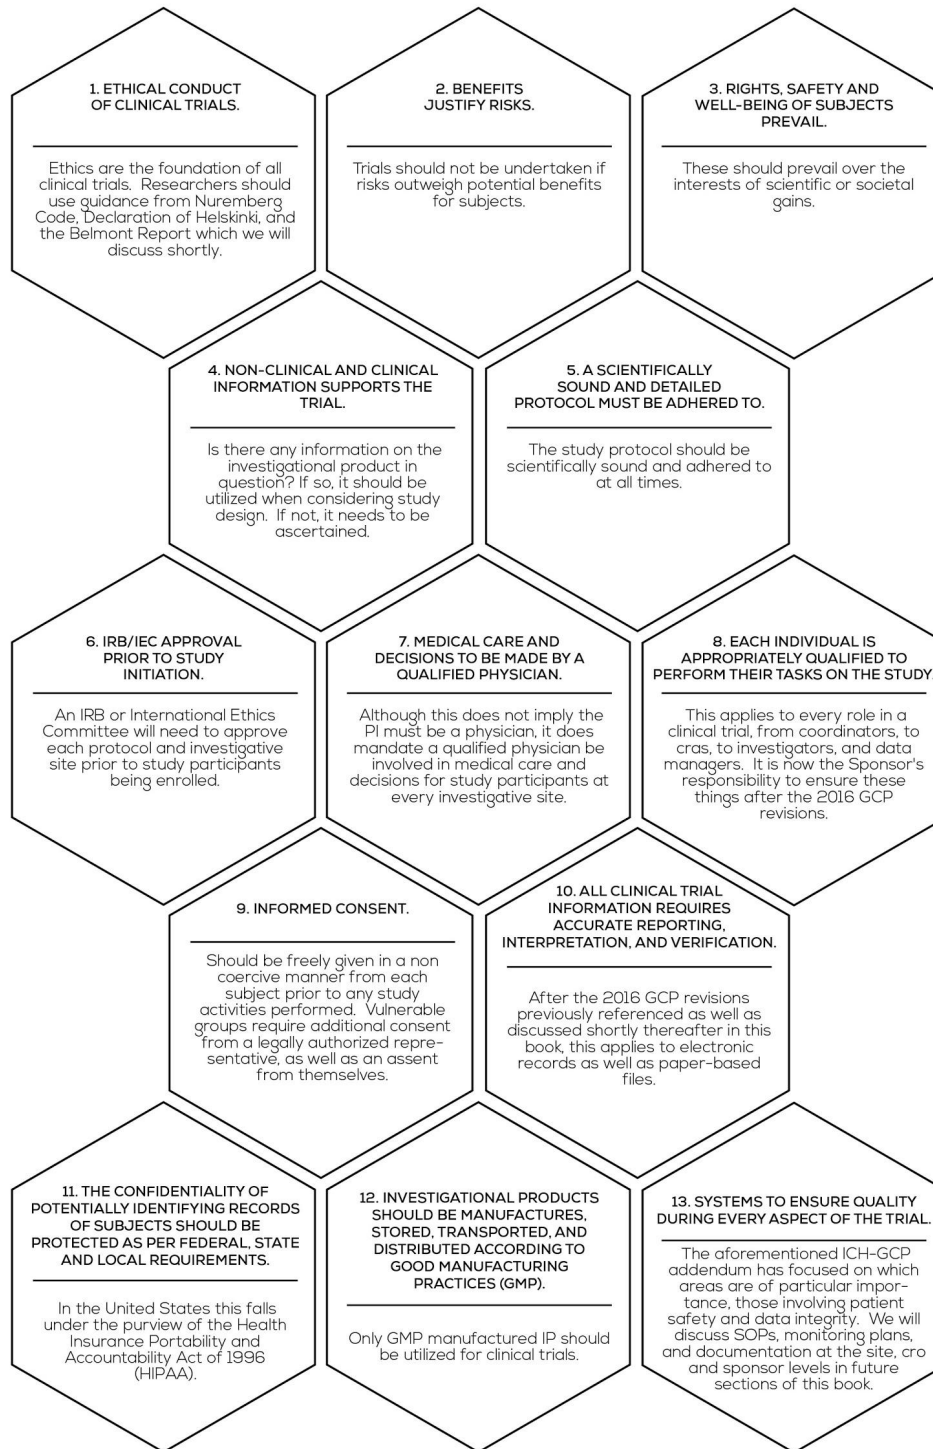 1. ETHICAL CONDUCT
OF CLINICAL TRIALS.
Ethics are the foundation of all
clinical trials. Researchers should
use guidance from Nuremberg
Code, Declaration of Helskinki, and
the Belmont Report which we will
discuss shortly.
2. BENEFITS
JUSTIFY RISKS.
Trials should not be undertaken if
risks outweigh potential benefits
for subjects.
3. RIGHTS, SAFETY AND
WELL-BEING OF SUBJECTS
PREVAIL.
These should prevail over the
interests of scientific or societal
gains.
4. NON-CLINICAL AND CLINICAL
INFORMATION SUPPORTS THE
TRIAL.
Is there any information on the
investigational product in
question? If so, it should be
utilized when considering study
design. If not, it needs to be
ascertained.
5. A SCIENTIFICALLY
SOUND AND DETAILED
PROTOCOL MUST BE ADHERED TO.
The study protocol should be
scientifically sound and adhered to
at all times.
6. IRB/IEC APPROVAL
PRIOR TO STUDY
INITIATION.
An IRB or International Ethics
Committee will need to approve
each protocol and investigative
site prior to study participants
being enrolled.
7. MEDICAL CARE AND
DECISIONS TO BE MADE BY A
QUALIFIED PHYSICIAN.
Although this does not imply the
PI must be a physician, it does
mandate a qualified physician be
involved in medical care and
decisions for study participants at
every investigative site.
8. EACH INDIVIDUAL IS
APPROPRIATELY QUALIFIED TO
PERFORM THEIR TASKS ON THE STUDY.
This applies to every role in a
clinical trial, from coordinators, to
cras, to investigators, and data
managers. It is now the Sponsor's
responsibility to ensure these
things after the 2016 GCP
revisions.
9. INFORMED CONSENT.
Should be freely given in a non
coercive manner from each
subject prior to any study
activities performed. Vulnerable
groups require additional consent
from a legally authorized repre-
sentative, as well as an assent
from themselves.
10. ALL CLINICAL TRIAL
INFORMATION REQUIRES
ACCURATE REPORTING,
INTERPRETATION, AND VERIFICATION.
After the 2016 GCP revisions
previously referenced as well as
discussed shortly thereafter in this
book, this applies to electronic
records as well as paper-based
files.
11. THE CONFIDENTIALITY OF
POTENTIALLY IDENTIFYING RECORDS
OF SUBJECTS SHOULD BE
PROTECTED AS PER FEDERAL, STATE
AND LOCAL REQUIREMENTS.
In the United States this falls
under the purview of the Health
Insurance Portability and
Accountability Act of 1996
(HIPAA).
12. INVESTIGATIONAL PRODUCTS
SHOULD BE MANUFACTURES,
STORED, TRANSPORTED, AND
DISTRIBUTED ACCORDING TO
GOOD MANUFACTURING
PRACTICES (GMP).
Only GMP manufactured IP should
be utilized for clinical trials.
13. SYSTEMS TO ENSURE QUALITY
DURING EVERY ASPECT OF THE TRIAL.
The aforementioned ICH-GCP
addendum has focused on which
areas are of particular impor-
tance, those involving patient
safety and data integrity. We will
discuss SOPs, monitoring plans,
and documentation at the site, cro
and sponsor levels in future
sections of this book.